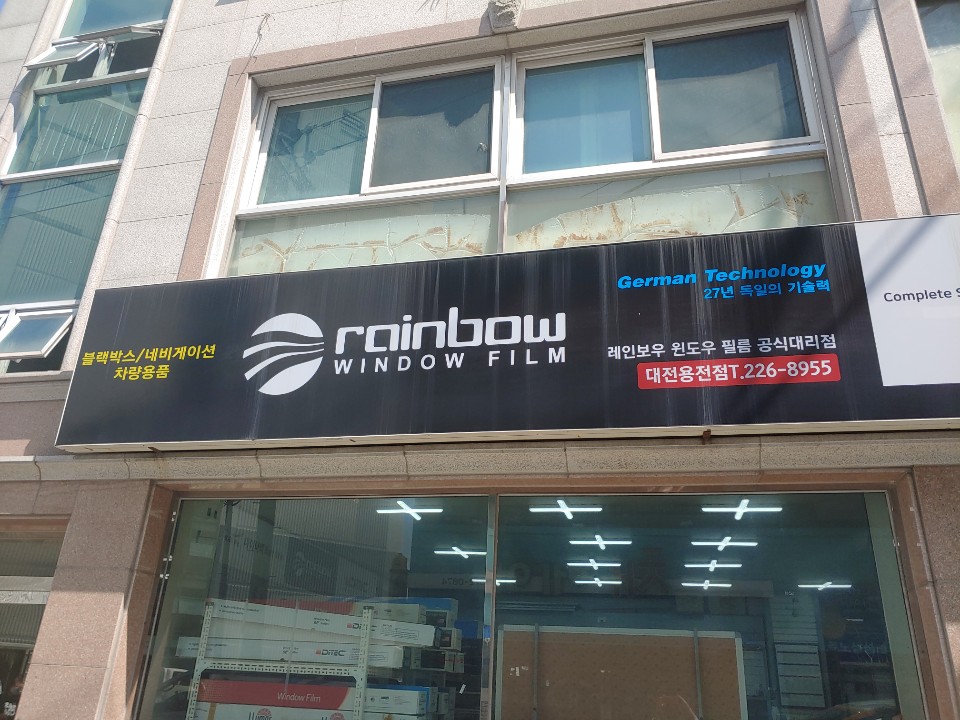 블랙박스/네비게이션
차량용품
rainbow
WINDOW FILM
German Technology
27년 독일의 기술력
레인보우 윈도우 필름 공식대리점
대전용전점T.226-8955
Complete
DiTEC
DiTEC
Window Film